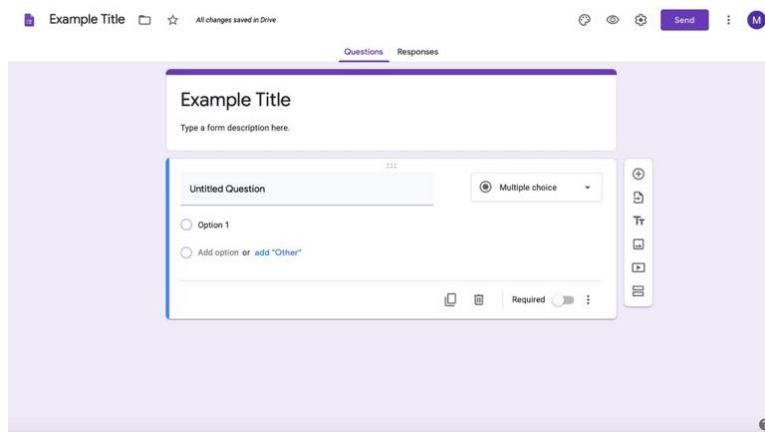 Example Title
All changes saved in Drive
Send
M
Questions
Responses
Example Title
Type a form description here.
Untitled Question
Multiple choice
Option 1
Add option or add "Other"
Required
Tт